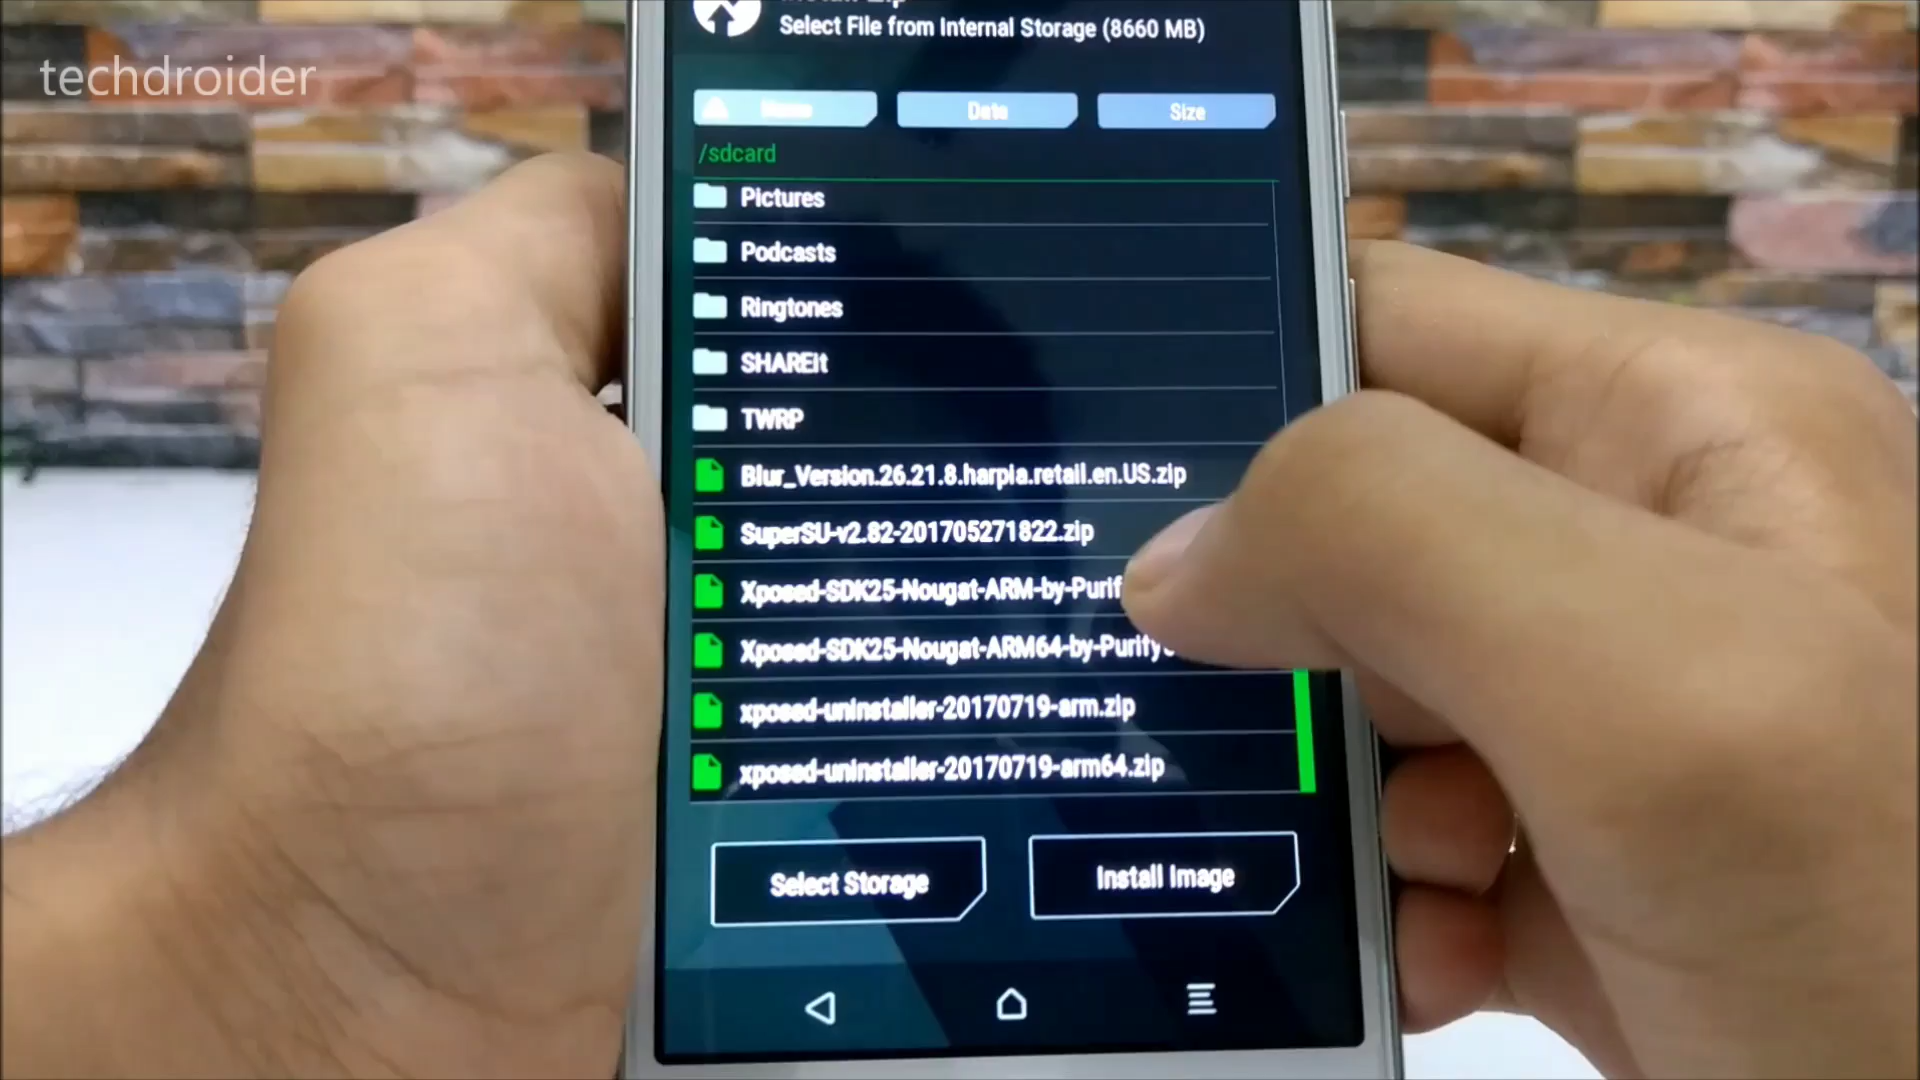 techdroider
Select File from Internal Storage (8660 MB)
Name
Date
Size
/sdcard
Pictures
Podcasts
Ringtones
SHAREit
TWRP
Blur_Version.26.21.8.harpia.retail.en.US.zip
SuperSU-v2.82-201705271822.zip
Xposed-SDK25-Nougat-ARM-by-Purif
Xposed-SDK25-Nougat-ARM64-by-Purify
xposed-uninstaller-20170719-arm.zip
xposed-uninstaller-20170719-arm64.zip
Select Storage
Install Image